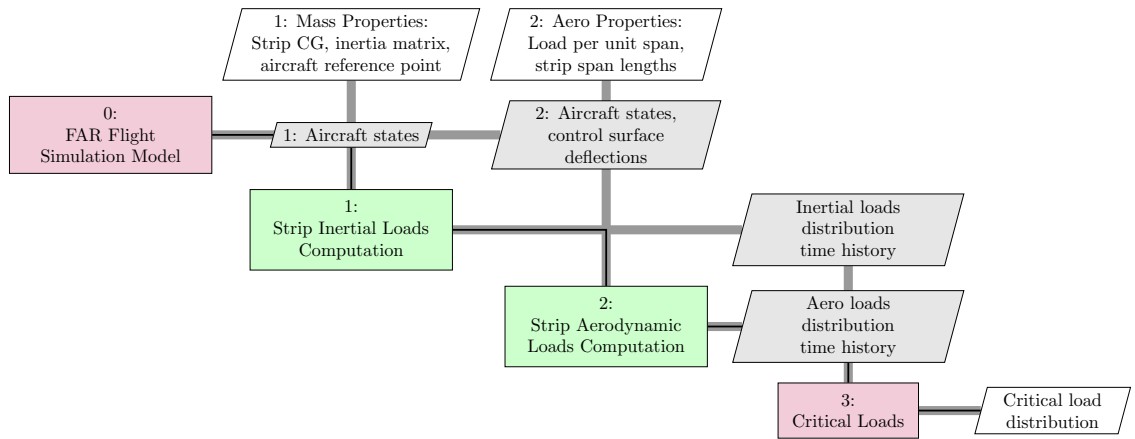 1: Mass Properties:
Strip CG, inertia matrix,
aircraft reference point
2: Aero Properties:
Load per unit span,
strip span lengths
0:
FAR Flight
Simulation Model
1: Aircraft states
2: Aircraft states,
control surface
deflections
1:
Strip Inertial Loads
Computation
Inertial loads
distribution
time history
2:
Strip Aerodynamic
Loads Computation
Aero loads
distribution
time history
3:
Critical Loads
Critical load
distribution